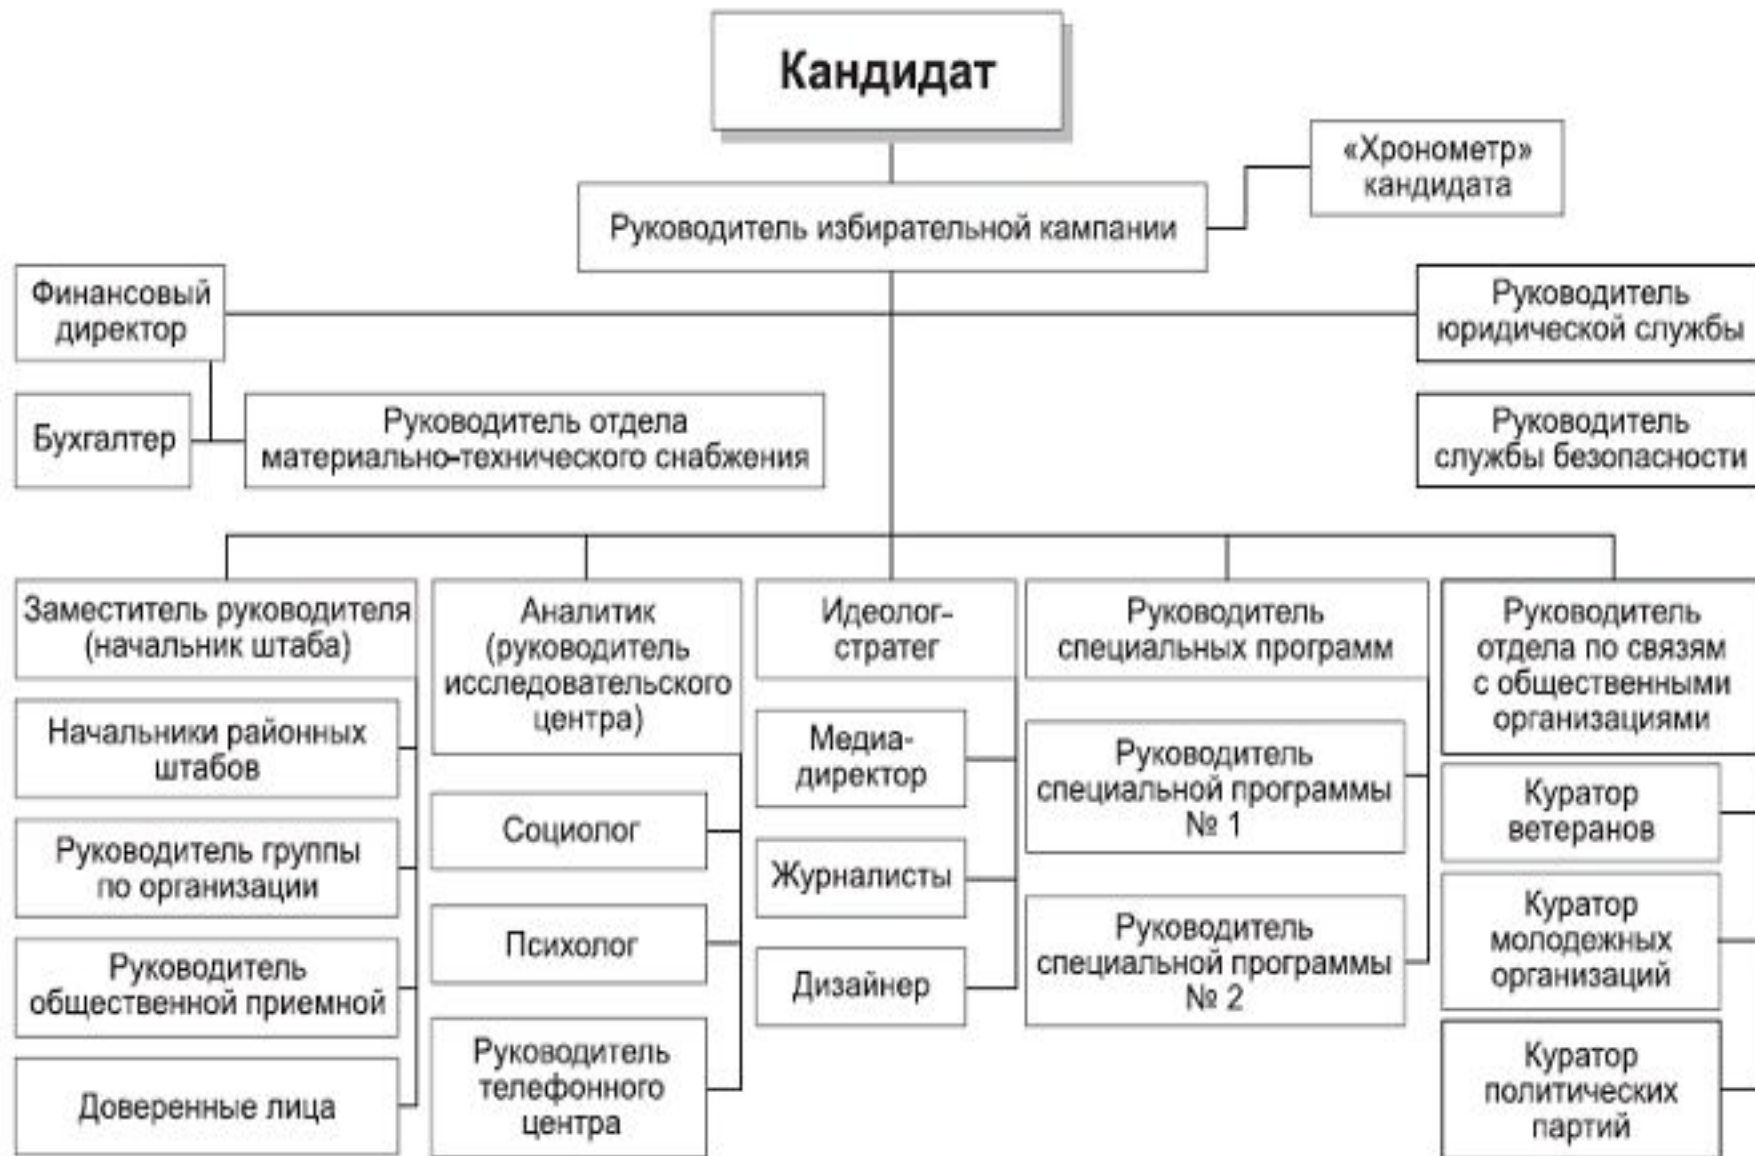 Кандидат
«Хронометр»
кандидата
Руководитель избирательной кампании
Финансовый
директор
Руководитель
юридической службы
Бухгалтер
Руководитель отдела
материально-технического снабжения
Руководитель
службы безопасности
Заместитель руководителя
(начальник штаба)
Начальники районных
штабов
Руководитель группы
по организации
Руководитель
общественной приемной
Доверенные лица
Аналитик
(руководитель
исследовательского
центра)
Социолог
Психолог
Руководитель
телефонного
центра
Идеолог-
стратег
Медиа-
директор
Журналисты
Дизайнер
Руководитель
специальных программ
Руководитель
специальной программы
№ 1
Руководитель
специальной программы
№ 2
Руководитель
отдела по связям
с общественными
организациями
Куратор
ветеранов
Куратор
молодежных
организаций
Куратор
политических
партий